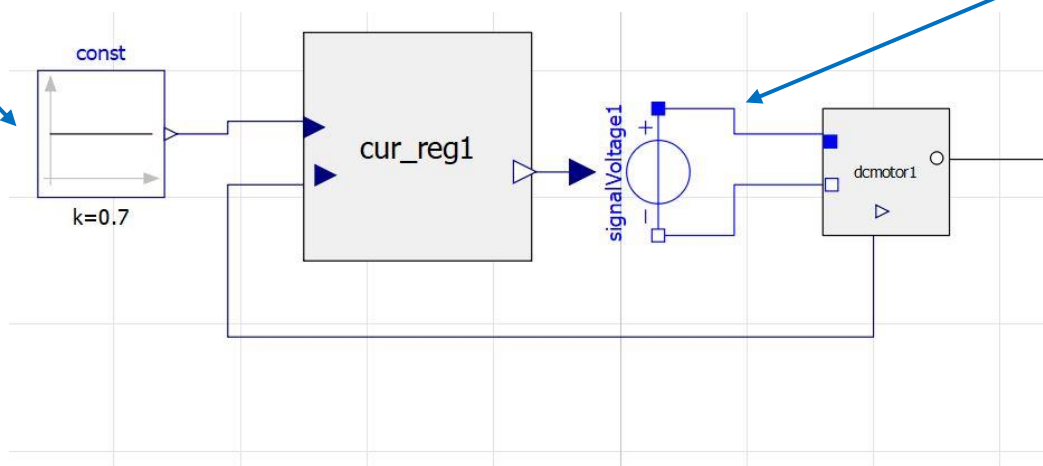 const
k=0.7
cur_reg1
signalVoltage1
+
−
dcmotor1